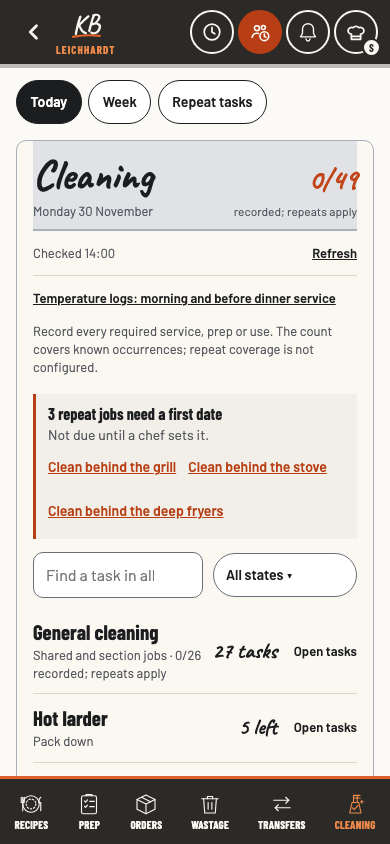 KB
LEICHHARDT
S
Today
Week
Repeat tasks
Cleaning
0/49
Monday 30 November
recorded; repeats apply
Checked 14:00
Refresh
Temperature logs: morning and before dinner service
Record every required service, prep or use. The count
covers known occurrences; repeat coverage is not
configured.
3 repeat jobs need a first date
Not due until a chef sets it.
Clean behind the grill
Clean behind the stove
Clean behind the deep fryers
Find a task in all
All states ▾
General cleaning
Shared and section jobs · 0/26
recorded; repeats apply
27 tasks
Open tasks
Hot larder
Pack down
5 left
Open tasks
RECIPES
PREP
ORDERS
WASTAGE
TRANSFERS
CLEANING